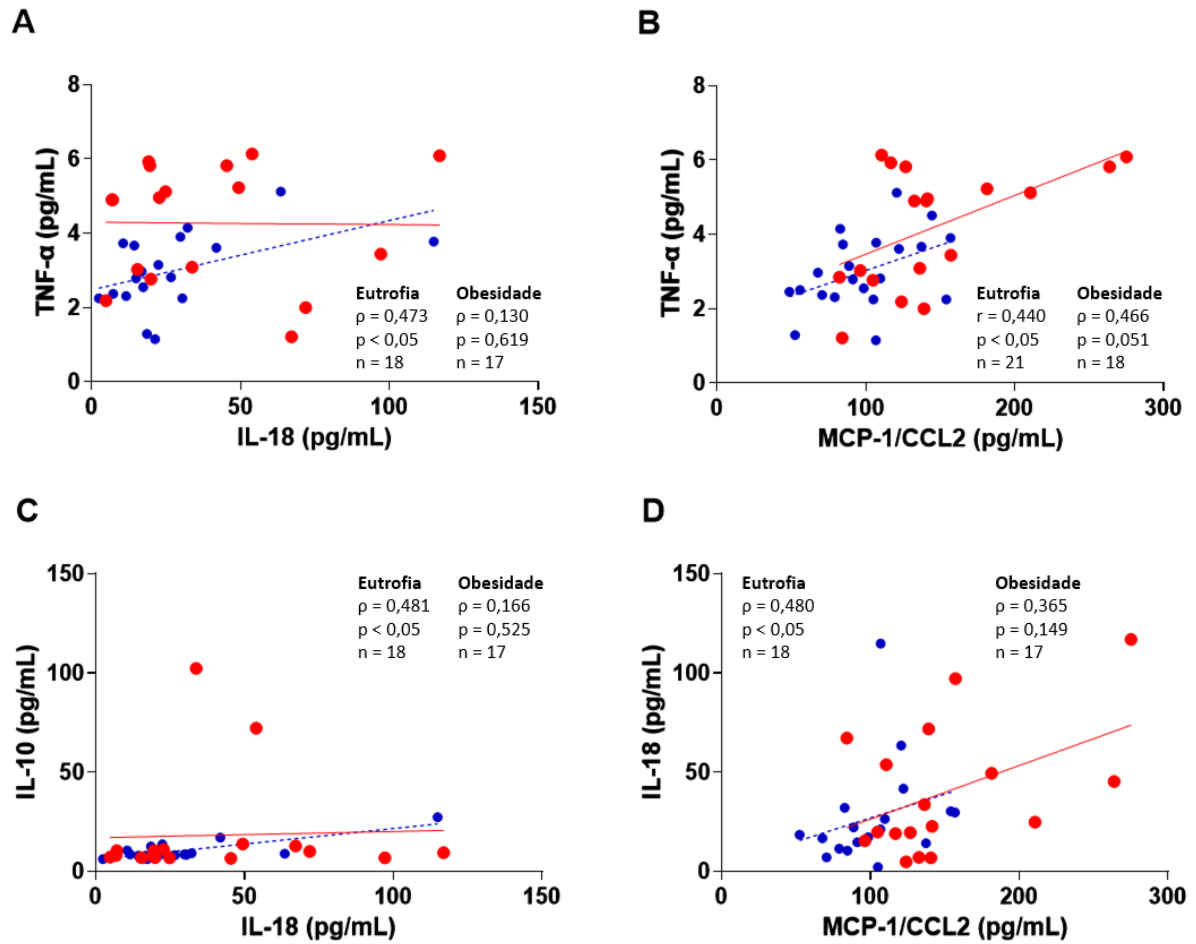 A
B
TNF-α (pg/mL)
8
6
4
2
0
0 50 100 150
IL-18 (pg/mL)
Eutrofia Obesidade
ρ = 0,473 ρ = 0,130
p < 0,05 p = 0,619
n = 18 n = 17
TNF-α (pg/mL)
8
6
4
2
0
0 100 200 300
MCP-1/CCL2 (pg/mL)
Eutrofia Obesidade
r = 0,440 ρ = 0,466
p < 0,05 p = 0,051
n = 21 n = 18
C
D
IL-10 (pg/mL)
150
100
50
0
0 50 100 150
IL-18 (pg/mL)
Eutrofia Obesidade
ρ = 0,481 ρ = 0,166
p < 0,05 p = 0,525
n = 18 n = 17
IL-18 (pg/mL)
150
100
50
0
0 100 200 300
MCP-1/CCL2 (pg/mL)
Eutrofia Obesidade
ρ = 0,480 ρ = 0,365
p < 0,05 p = 0,149
n = 18 n = 17